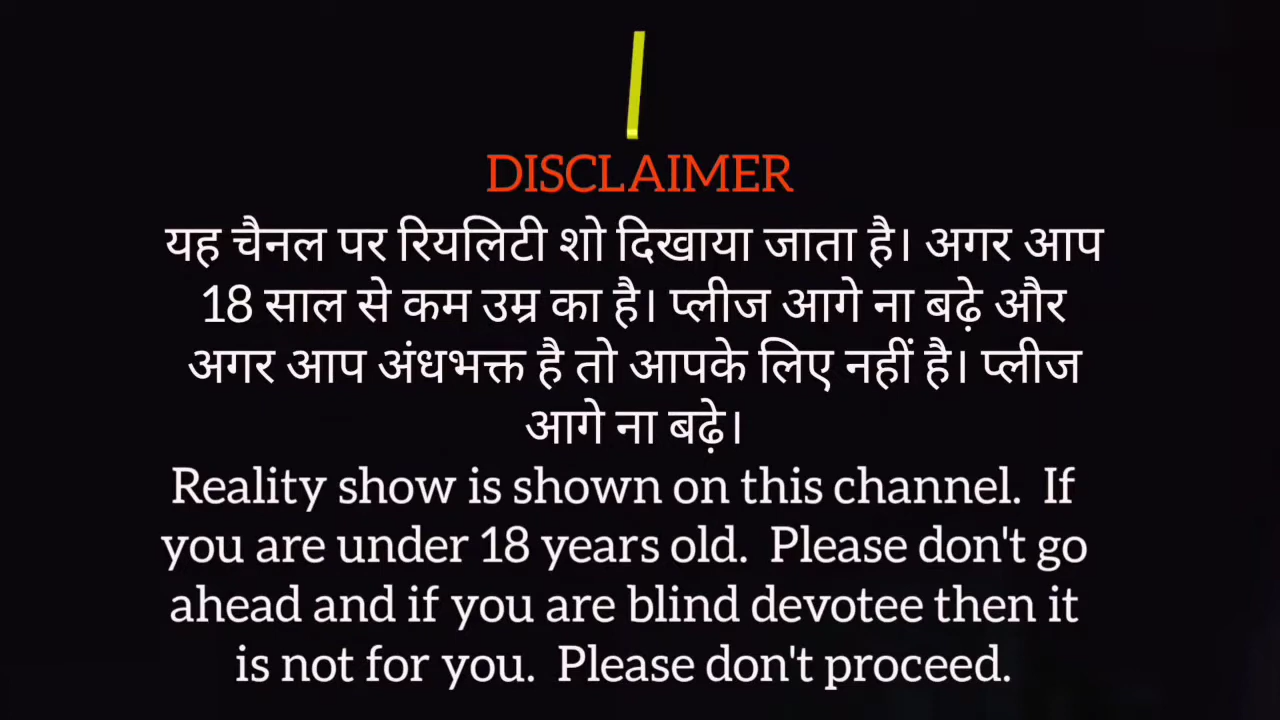 DISCLAIMER
यह चैनल पर रियलिटी शो दिखाया जाता है। अगर आप
18 साल से कम उम्र का है। प्लीज आगे ना बढ़े और
अगर आप अंधभक्त है तो आपके लिए नहीं है। प्लीज
आगे ना बढ़े।
Reality show is shown on this channel. If
you are under 18 years old. Please don't go
ahead and if you are blind devotee then it
is not for you. Please don't proceed.